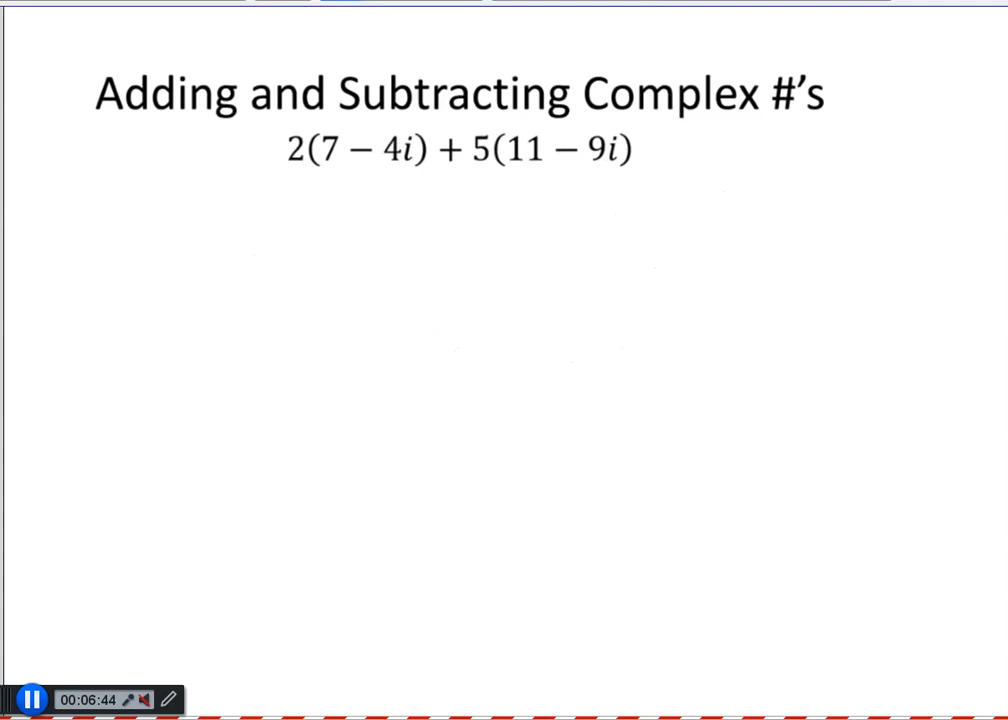 Adding and Subtracting Complex #’s
2(7 − 4i) + 5(11 − 9i)
00:06:44